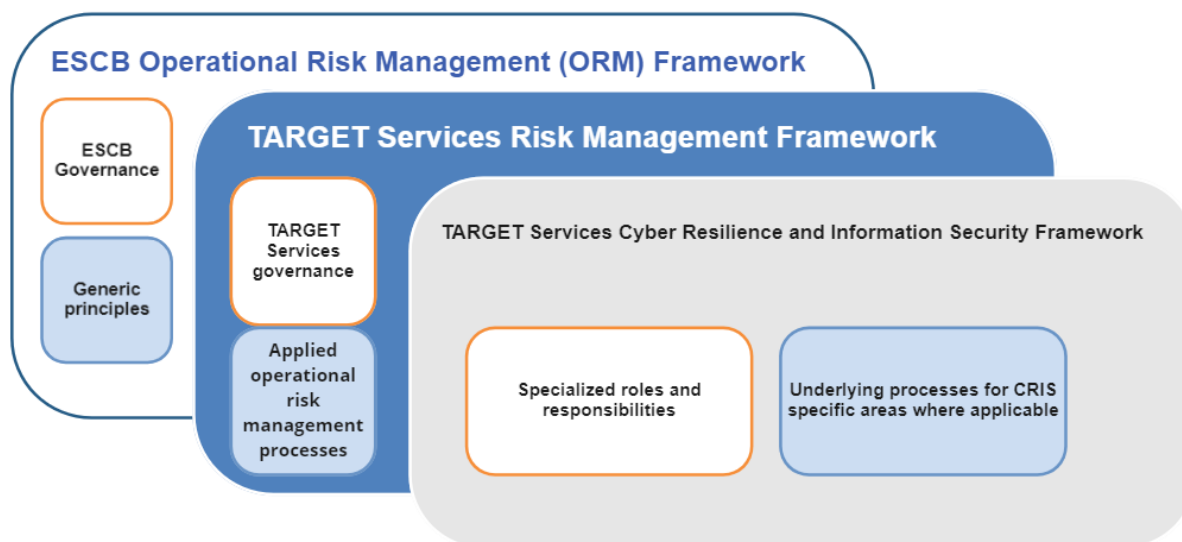 ESCB Operational Risk Management (ORM) Framework
ESCB
Governance
Generic
principles
TARGET Services Risk Management Framework
TARGET
Services
governance
Applied
operational
risk
management
processes
TARGET Services Cyber Resilience and Information Security Framework
Specialized roles and
responsibilities
Underlying processes for CRIS
specific areas where applicable